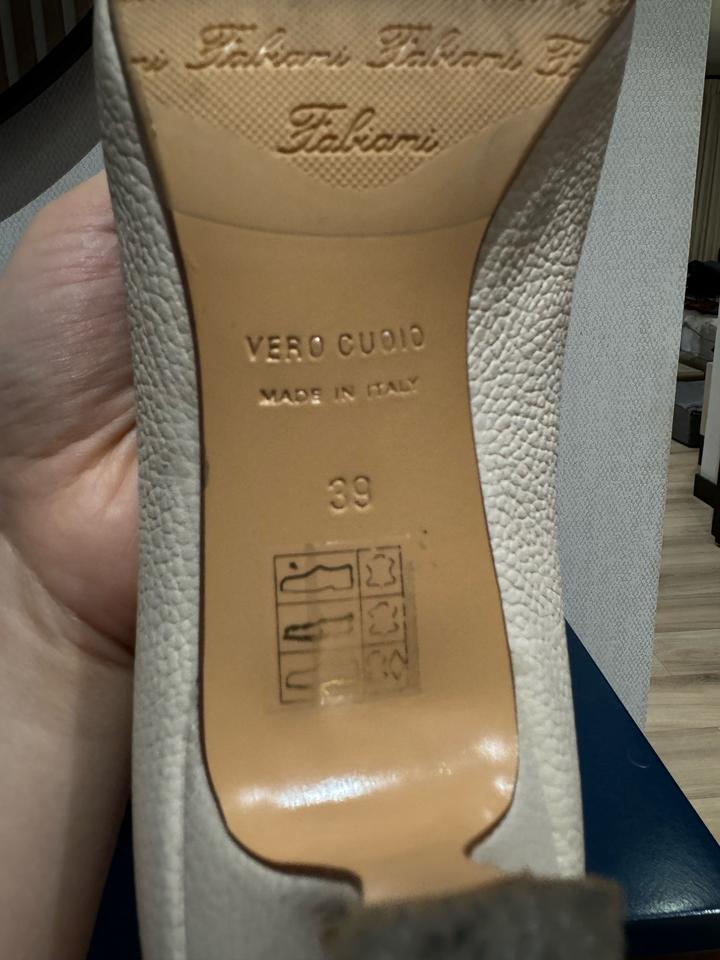 Fabiani Fabiani
Fabiani
VERO CUOIO
MADE IN ITALY
39